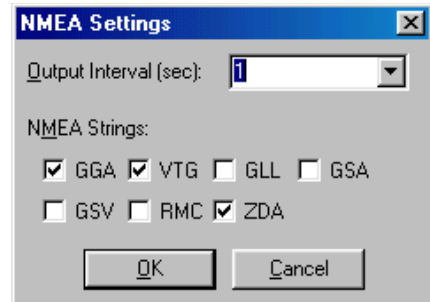 NMEA Settings
Output Interval (sec): 1
NMEA Strings:
GGA VTG GLL GSA
GSV RMC ZDA
OK Cancel